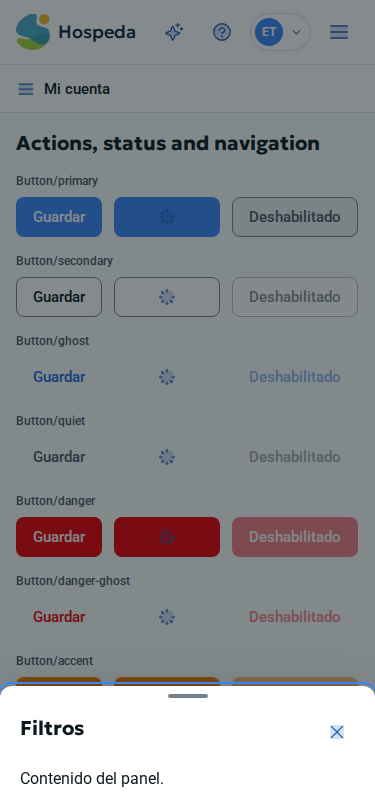 Hospeda
ET
Mi cuenta
Actions, status and navigation
Button/primary
Guardar Deshabilitado
Button/secondary
Guardar Deshabilitado
Button/ghost
Guardar Deshabilitado
Button/quiet
Guardar Deshabilitado
Button/danger
Guardar Deshabilitado
Button/danger-ghost
Guardar Deshabilitado
Button/accent
Filtros
Contenido del panel.